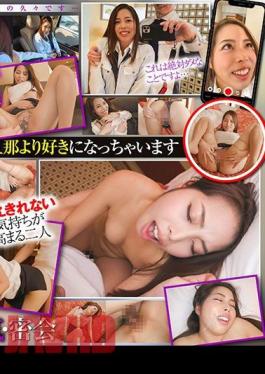 の久々です…
これは絶対ダメな
ことですよ…
那より好きになっちゃいます
えきれない
気持ちが
高まる二人
密会